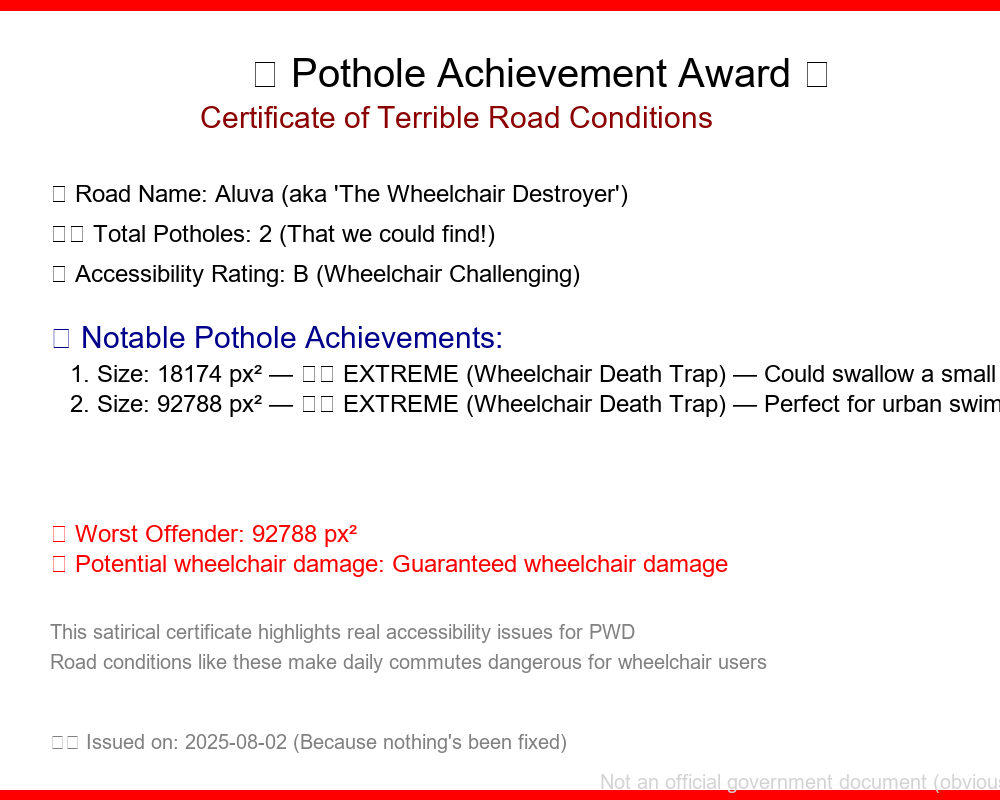 Pothole Achievement Award
Certificate of Terrible Road Conditions
Road Name: Aluva (aka 'The Wheelchair Destroyer')
Total Potholes: 2 (That we could find!)
Accessibility Rating: B (Wheelchair Challenging)
Notable Pothole Achievements:
1. Size: 18174 px² — EXTREME (Wheelchair Death Trap) — Could swallow a small
2. Size: 92788 px² — EXTREME (Wheelchair Death Trap) — Perfect for urban swim
Worst Offender: 92788 px²
Potential wheelchair damage: Guaranteed wheelchair damage
This satirical certificate highlights real accessibility issues for PWD
Road conditions like these make daily commutes dangerous for wheelchair users
Issued on: 2025-08-02 (Because nothing's been fixed)
Not an official government document (obvious